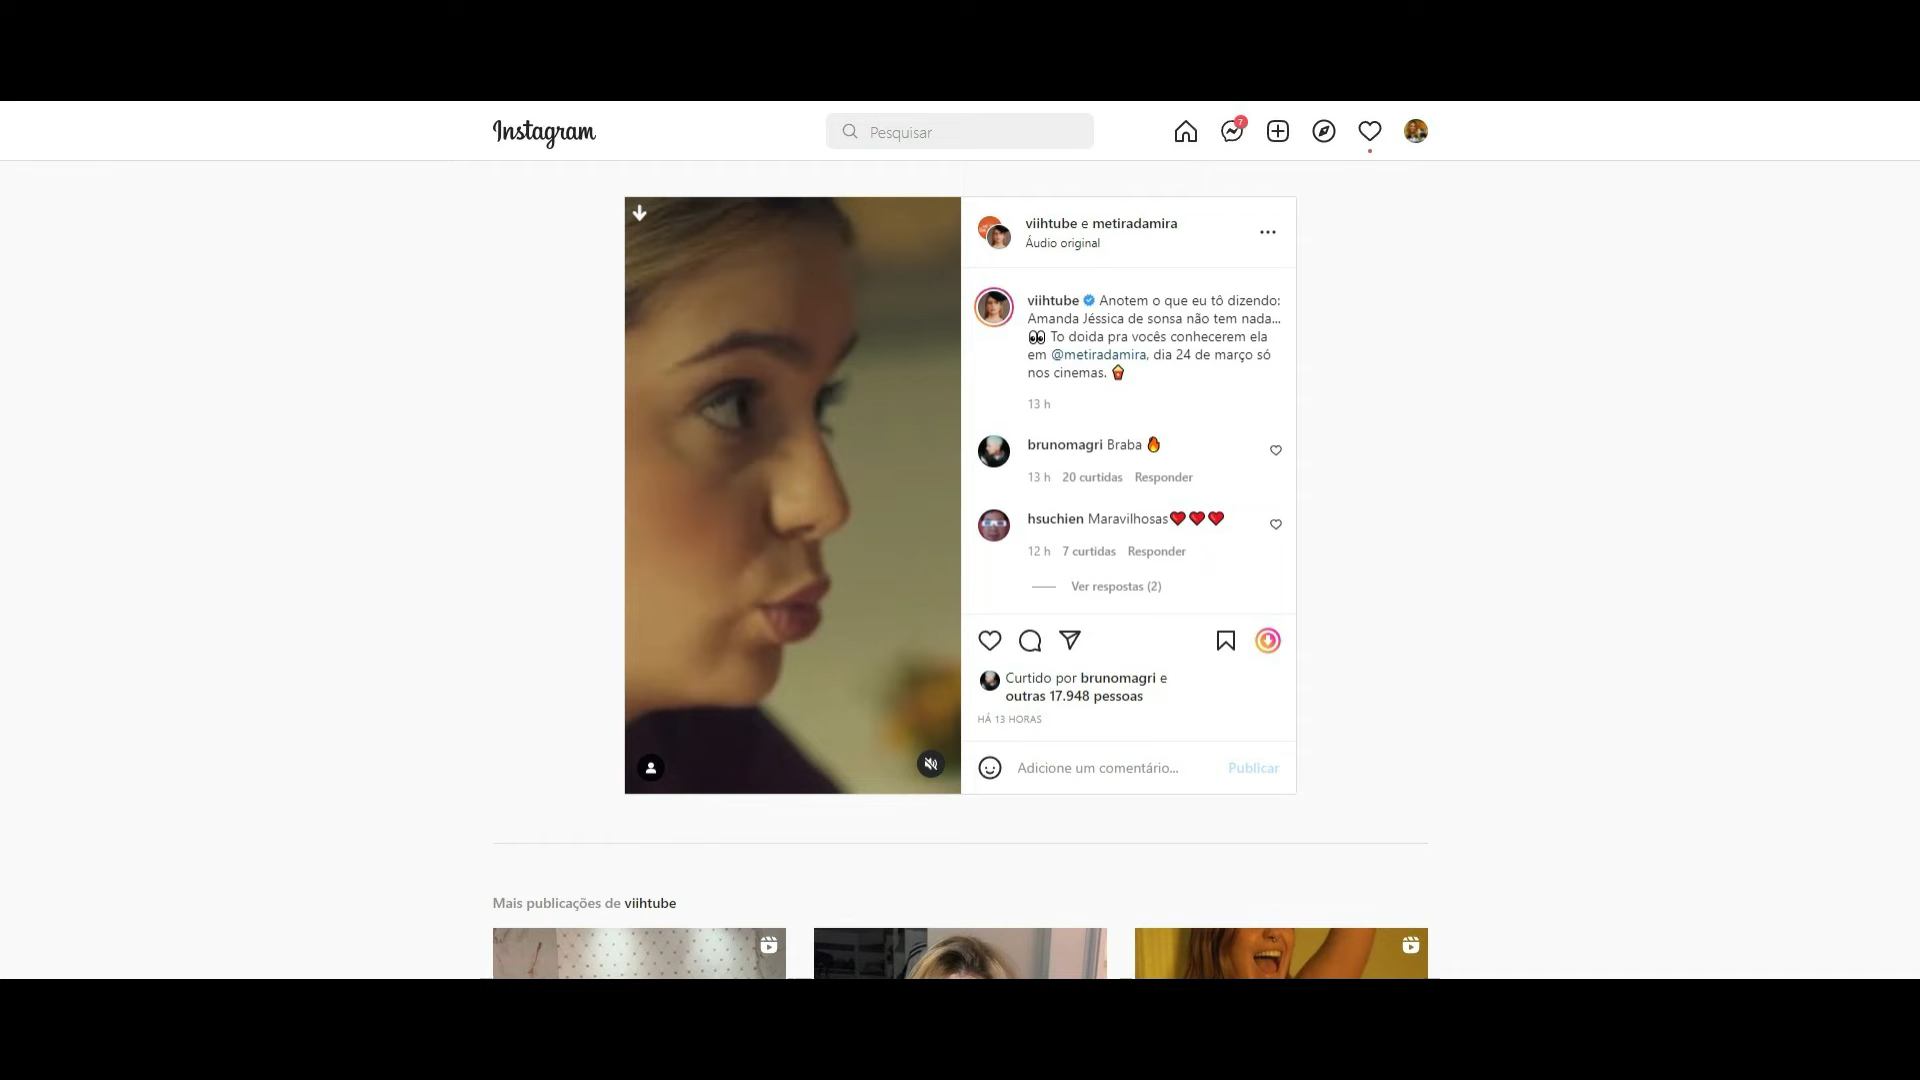 Instagram
Pesquisar
7
viihtube e metiradamira
Áudio original
viihtube Anotem o que eu tô dizendo:
Amanda Jéssica de sonsa não tem nada...
👀 To doida pra vocês conhecerem ela
em @metiradamira, dia 24 de março só
nos cinemas. 🍿
13 h
brunomagri Braba 🔥
13 h 20 curtidas Responder
hsuchien Maravilhosas❤️❤️❤️
12 h 7 curtidas Responder
Ver respostas (2)
Curtido por brunomagri e
outras 17.948 pessoas
HÁ 13 HORAS
Adicione um comentário... Publicar
Mais publicações de viihtube